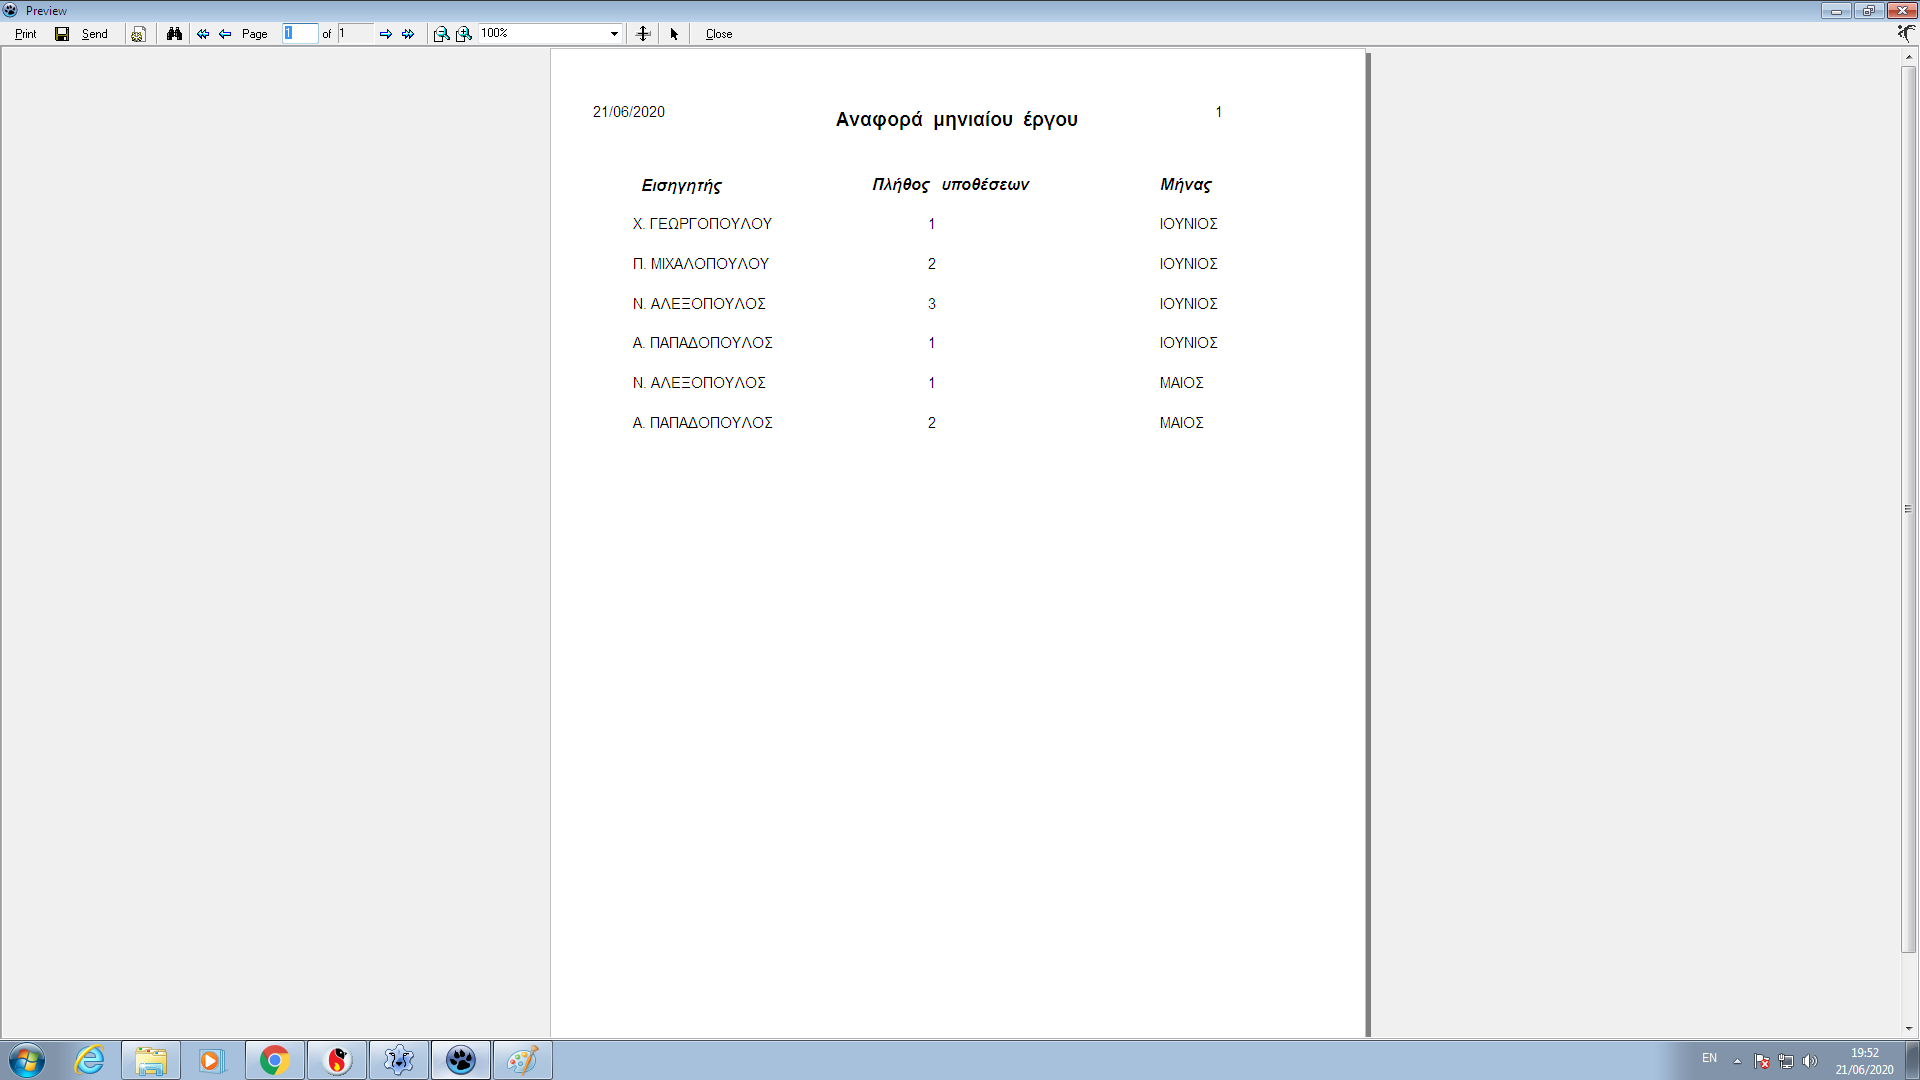 Preview
Print Send Page 1 of 1 100% Close
21/06/2020 Αναφορά μηνιαίου έργου 1
Εισηγητής Πλήθος υποθέσεων Μήνας
Χ. ΓΕΩΡΓΟΠΟΥΛΟΥ 1 ΙΟΥΝΙΟΣ
Π. ΜΙΧΑΛΟΠΟΥΛΟΥ 2 ΙΟΥΝΙΟΣ
Ν. ΑΛΕΞΟΠΟΥΛΟΣ 3 ΙΟΥΝΙΟΣ
Α. ΠΑΠΑΔΟΠΟΥΛΟΣ 1 ΙΟΥΝΙΟΣ
Ν. ΑΛΕΞΟΠΟΥΛΟΣ 1 ΜΑΙΟΣ
Α. ΠΑΠΑΔΟΠΟΥΛΟΣ 2 ΜΑΙΟΣ
EN 19:52
21/06/2020